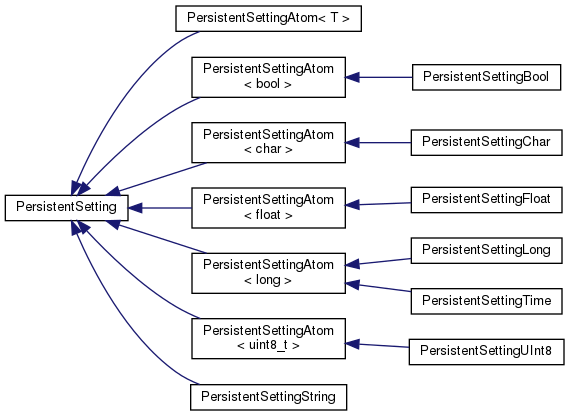 PersistentSettingAtom< T >
PersistentSettingAtom
< bool >
PersistentSettingBool
PersistentSettingAtom
< char >
PersistentSettingChar
PersistentSetting
PersistentSettingAtom
< float >
PersistentSettingFloat
PersistentSettingAtom
< long >
PersistentSettingLong
PersistentSettingTime
PersistentSettingAtom
< uint8_t >
PersistentSettingUInt8
PersistentSettingString